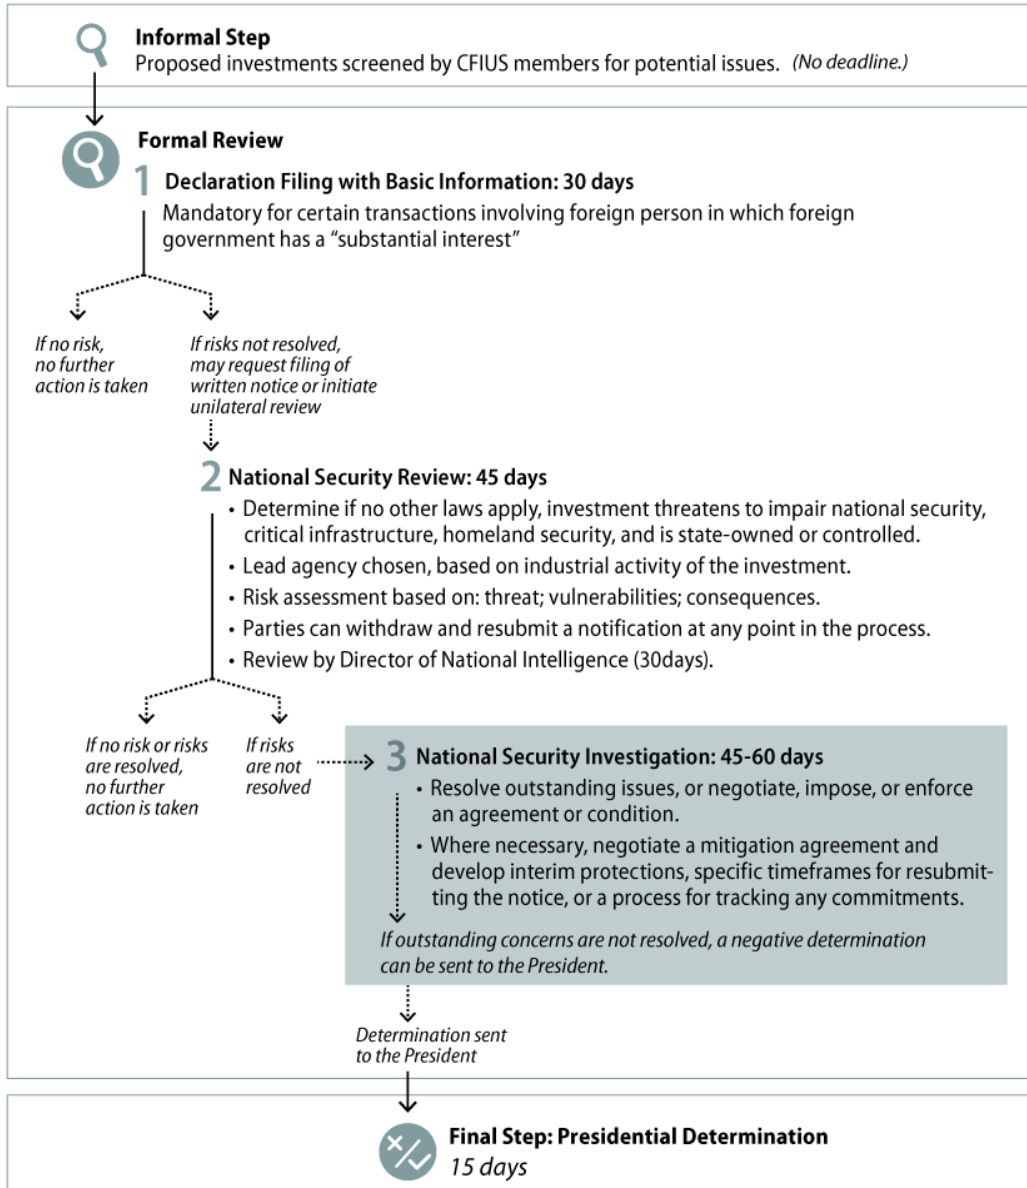 Informal Step
Proposed investments screened by CFIUS members for potential issues. (No deadline.)
Formal Review
1 Declaration Filing with Basic Information: 30 days
Mandatory for certain transactions involving foreign person in which foreign
government has a “substantial interest”
If no risk,
no further
action is taken
If risks not resolved,
may request filing of
written notice or initiate
unilateral review
2 National Security Review: 45 days
• Determine if no other laws apply, investment threatens to impair national security,
critical infrastructure, homeland security, and is state-owned or controlled.
• Lead agency chosen, based on industrial activity of the investment.
• Risk assessment based on: threat; vulnerabilities; consequences.
• Parties can withdraw and resubmit a notification at any point in the process.
• Review by Director of National Intelligence (30days).
If no risk or risks
are resolved,
no further
action is taken
If risks
are not
resolved
3 National Security Investigation: 45-60 days
• Resolve outstanding issues, or negotiate, impose, or enforce
an agreement or condition.
• Where necessary, negotiate a mitigation agreement and
develop interim protections, specific timeframes for resubmit-
ting the notice, or a process for tracking any commitments.
If outstanding concerns are not resolved, a negative determination
can be sent to the President.
Determination sent
to the President
Final Step: Presidential Determination
15 days